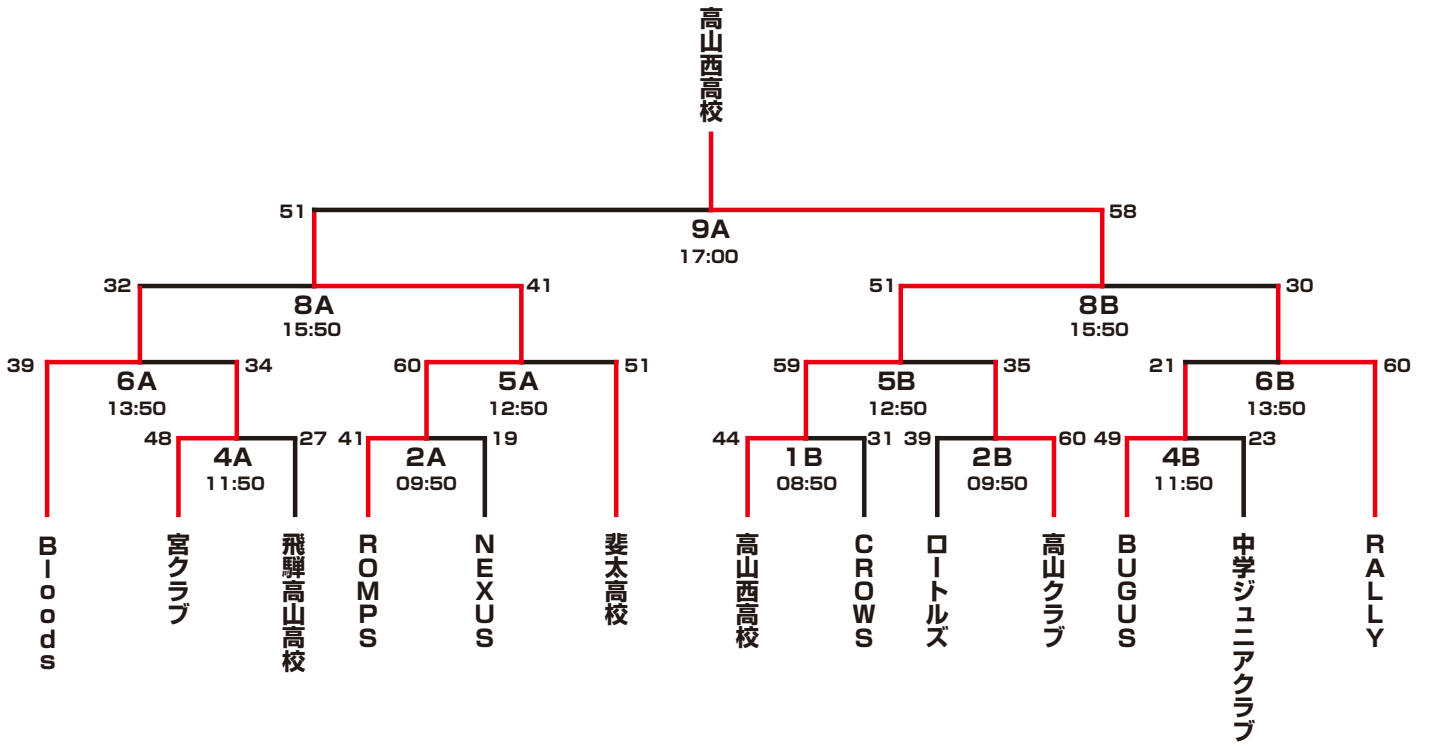 高山西高校
51 58
9A
17:00
32 41 51 30
8A 8B
15:50 15:50
39 34 60 51 59 35 21 60
6A 5A 5B 6B
13:50 12:50 12:50 13:50
48 27 41 19 44 31 39 60 49 23
4A 2A 1B 2B 4B
11:50 09:50 08:50 09:50 11:50
Bloods
宮クラブ
飛騨高山高校
ROMPS
NEXUS
斐太高校
高山西高校
CROWS
ロートルズ
高山クラブ
BUGUS
中学ジュニアクラブ
RALLY